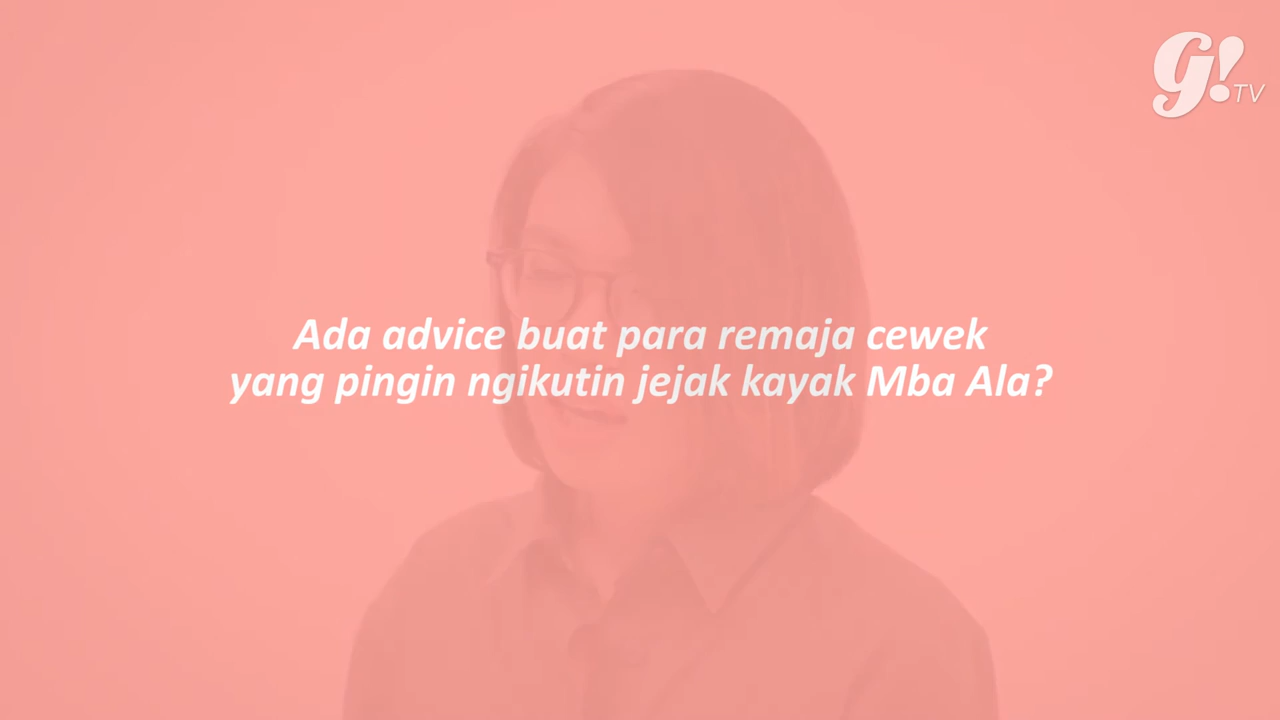 G! TV
Ada advice buat para remaja cewek
yang pingin ngikutin jejak kayak Mba Ala?